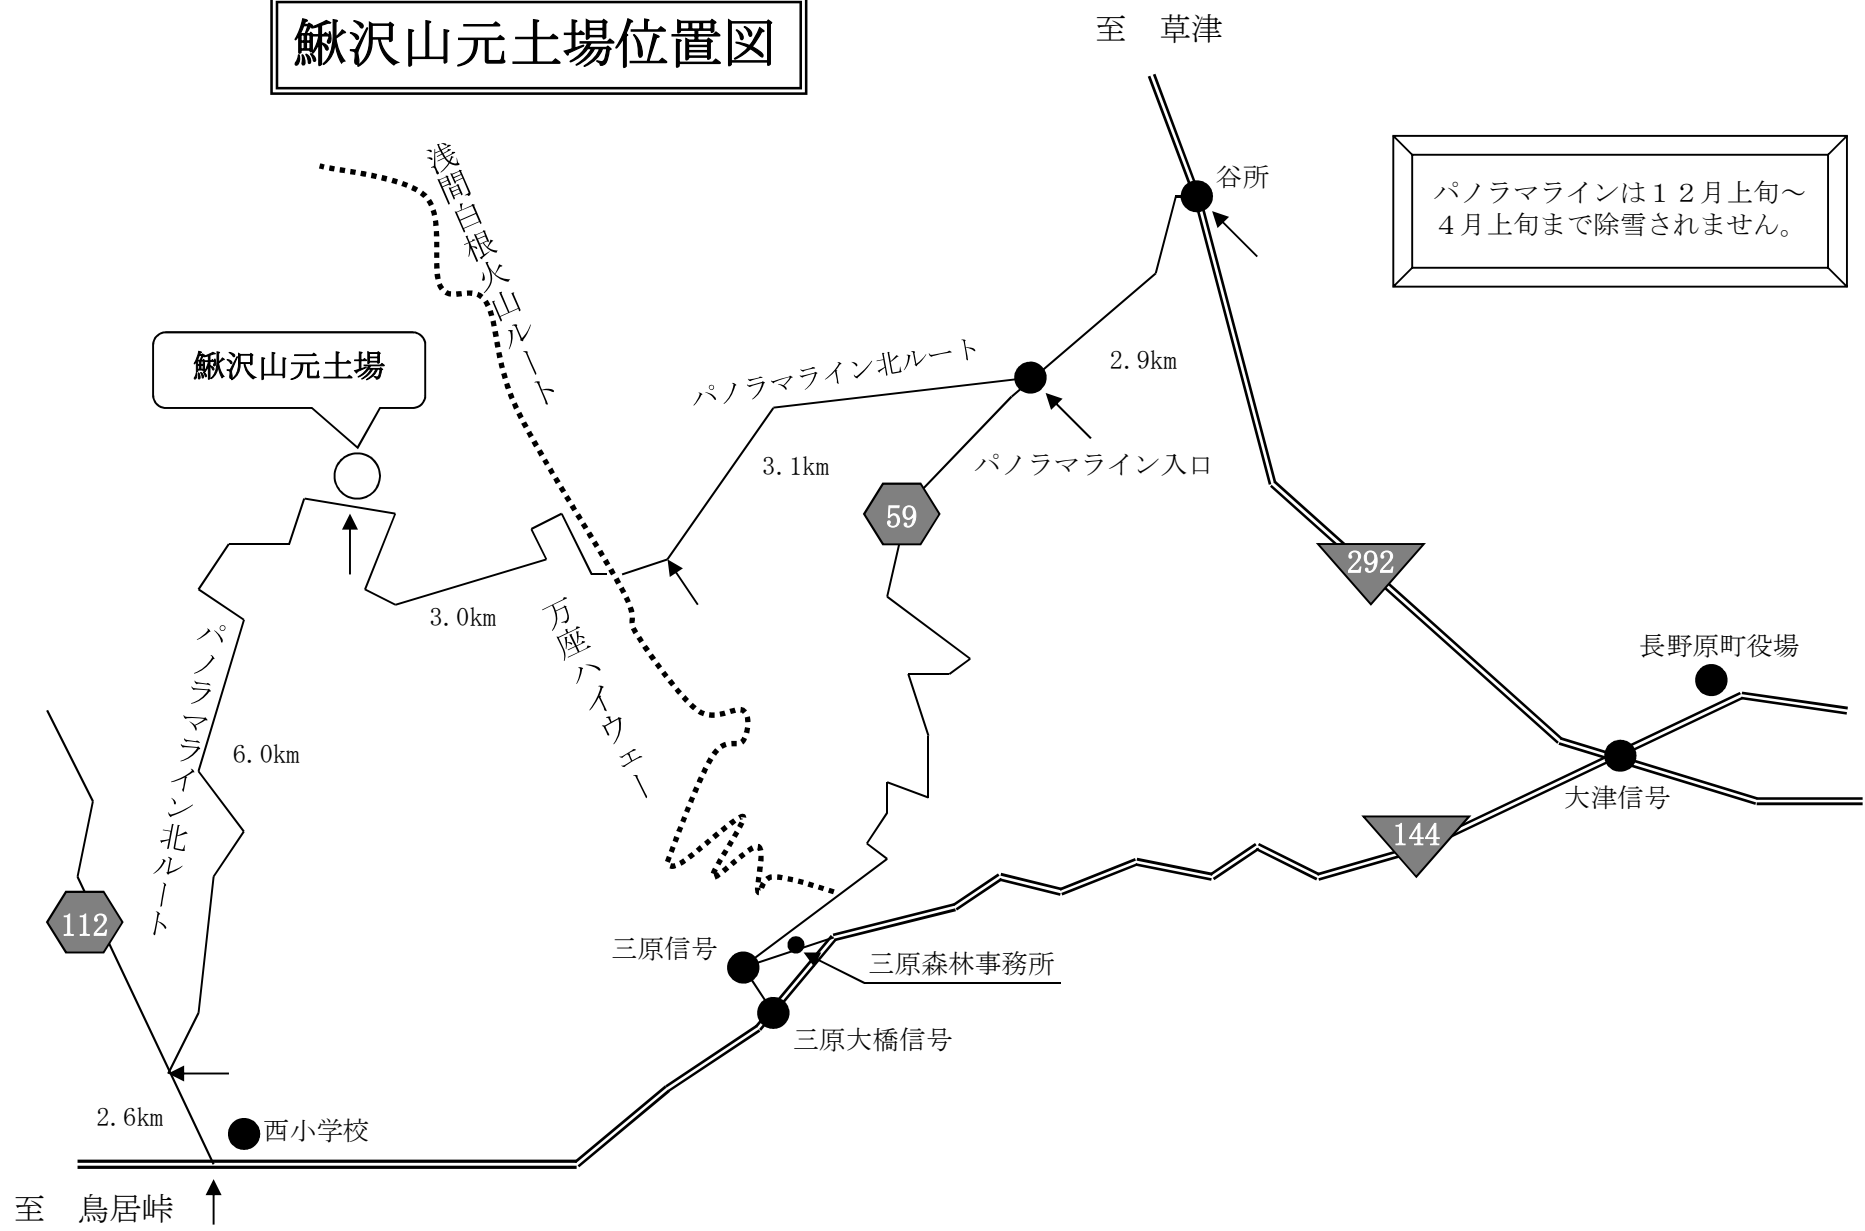 鰍沢山元土場位置図
至　草津
谷所
パノラマラインは１２月上旬～
４月上旬まで除雪されません。
浅間白根火山ルート
鰍沢山元土場
パノラマライン北ルート
2.9km
3.1km
パノラマライン入口
59
292
3.0km
万座ハイウェー
長野原町役場
パノラマライン北ルート
6.0km
大津信号
144
112
三原信号
三原森林事務所
三原大橋信号
2.6km
西小学校
至　鳥居峠